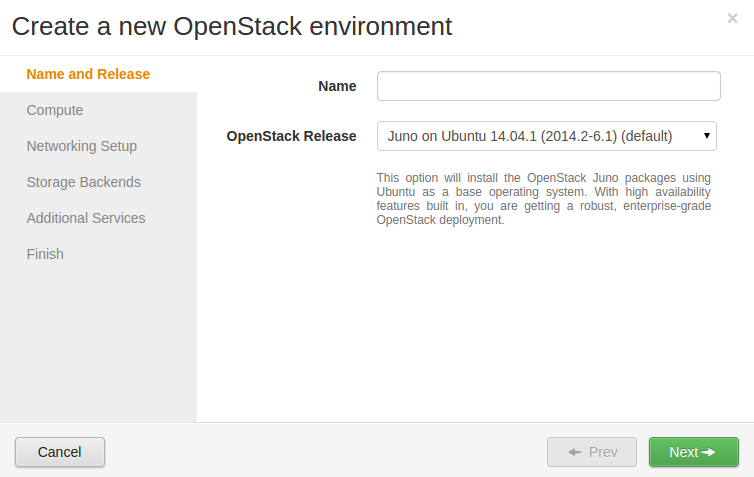 Create a new OpenStack environment
×
Name and Release
Compute
Networking Setup
Storage Backends
Additional Services
Finish
Name
OpenStack Release
Juno on Ubuntu 14.04.1 (2014.2-6.1) (default)
This option will install the OpenStack Juno packages using
Ubuntu as a base operating system. With high availability
features built in, you are getting a robust, enterprise-grade
OpenStack deployment.
Cancel
Prev
Next